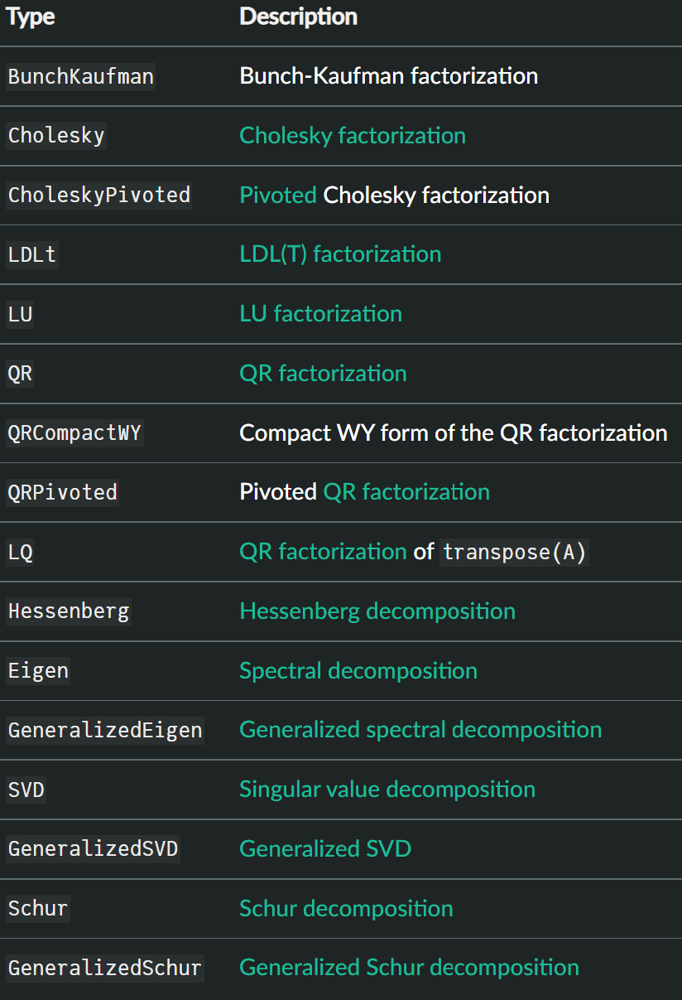 Type Description
BunchKaufman Bunch-Kaufman factorization
Cholesky Cholesky factorization
CholeskyPivoted Pivoted Cholesky factorization
LDLt LDL(T) factorization
LU LU factorization
QR QR factorization
QRCompactWY Compact WY form of the QR factorization
QRPivoted Pivoted QR factorization
LQ QR factorization of transpose(A)
Hessenberg Hessenberg decomposition
Eigen Spectral decomposition
GeneralizedEigen Generalized spectral decomposition
SVD Singular value decomposition
GeneralizedSVD Generalized SVD
Schur Schur decomposition
GeneralizedSchur Generalized Schur decomposition